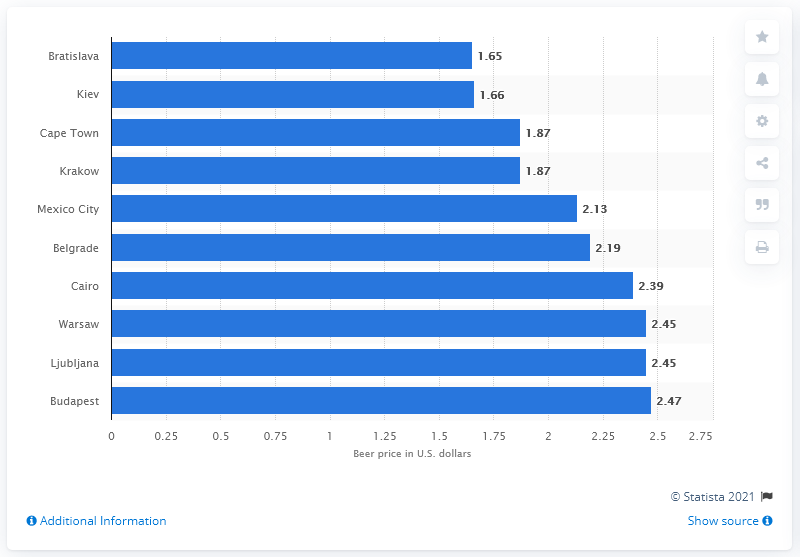 Bratislava 1.65
Kiev 1.66
Cape Town 1.87
Krakow 1.87
Mexico City 2.13
Belgrade 2.19
Cairo 2.39
Warsaw 2.45
Ljubljana 2.45
Budapest 2.47
0 0.25 0.5 0.75 1 1.25 1.5 1.75 2 2.25 2.5 2.75
Beer price in U.S. dollars
© Statista 2021
Additional Information Show source